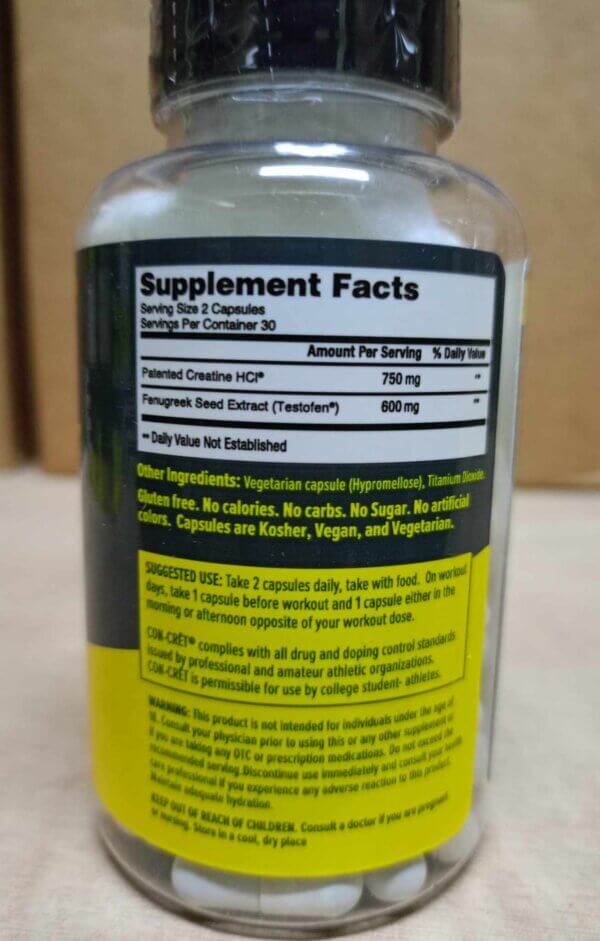 Supplement Facts
Serving Size 2 Capsules
Servings Per Container 30
Amount Per Serving % Daily Value
Patented Creatine HCl® 750 mg **
Fenugreek Seed Extract (Testofen®) 600 mg **
** Daily Value Not Established
Other Ingredients: Vegetarian capsule (Hypromellose), Titanium Dioxide.
Gluten free. No calories. No carbs. No Sugar. No artificial
colors. Capsules are Kosher, Vegan, and Vegetarian.
SUGGESTED USE: Take 2 capsules daily, take with food. On workout
days, take 1 capsule before workout and 1 capsule either in the
morning or afternoon opposite of your workout dose.
CON-CRĒT® complies with all drug and doping control standards
issued by professional and amateur athletic organizations.
CON-CRĒT is permissible for use by college student- athletes.
WARNING: This product is not intended for individuals under the age of
18. Consult your physician prior to using this or any other supplement or
if you are taking any OTC or prescription medications. Do not exceed the
recommended serving. Discontinue use immediately and consult your health
care professional if you experience any adverse reaction to this product.
Maintain adequate hydration.
KEEP OUT OF REACH OF CHILDREN. Consult a doctor if you are pregnant
or nursing. Store in a cool, dry place